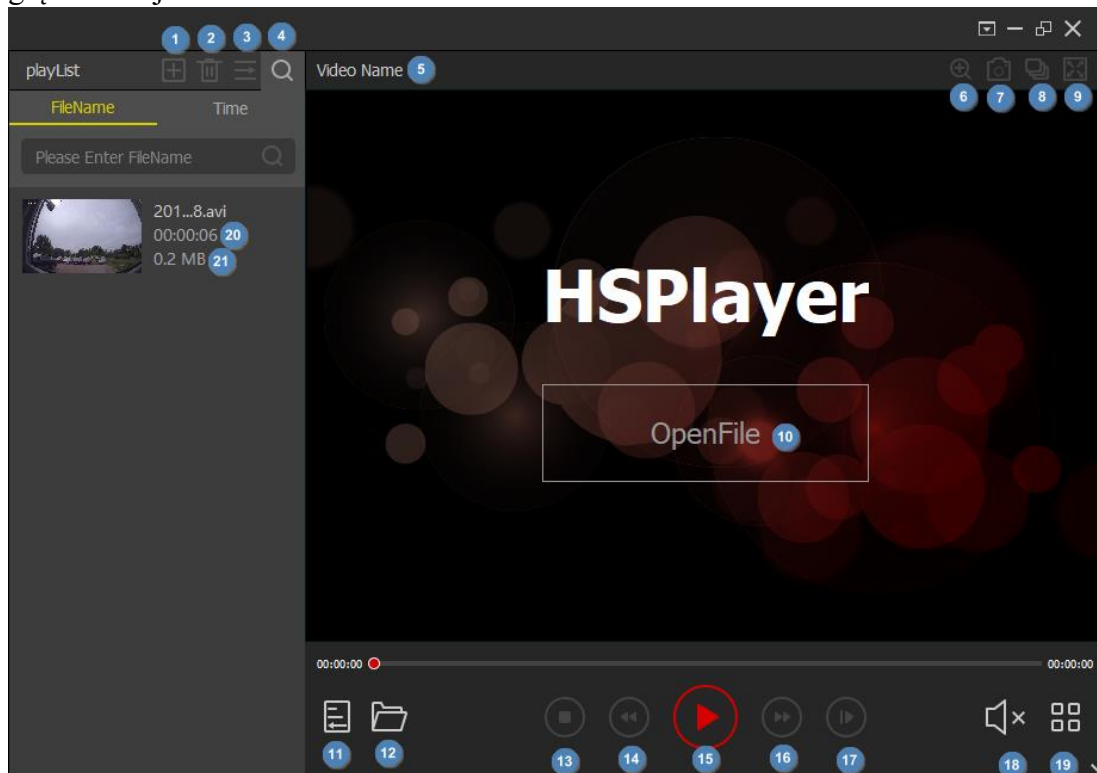 1 2 3 4
playList
Video Name 5
FileName Time
6 7 8 9
Please Enter FileName
201...8.avi
00:00:06 20
0.2 MB 21
HSPlayer
OpenFile 10
00:00:00 00:00:00
11 12 13 14 15 16 17 18 19